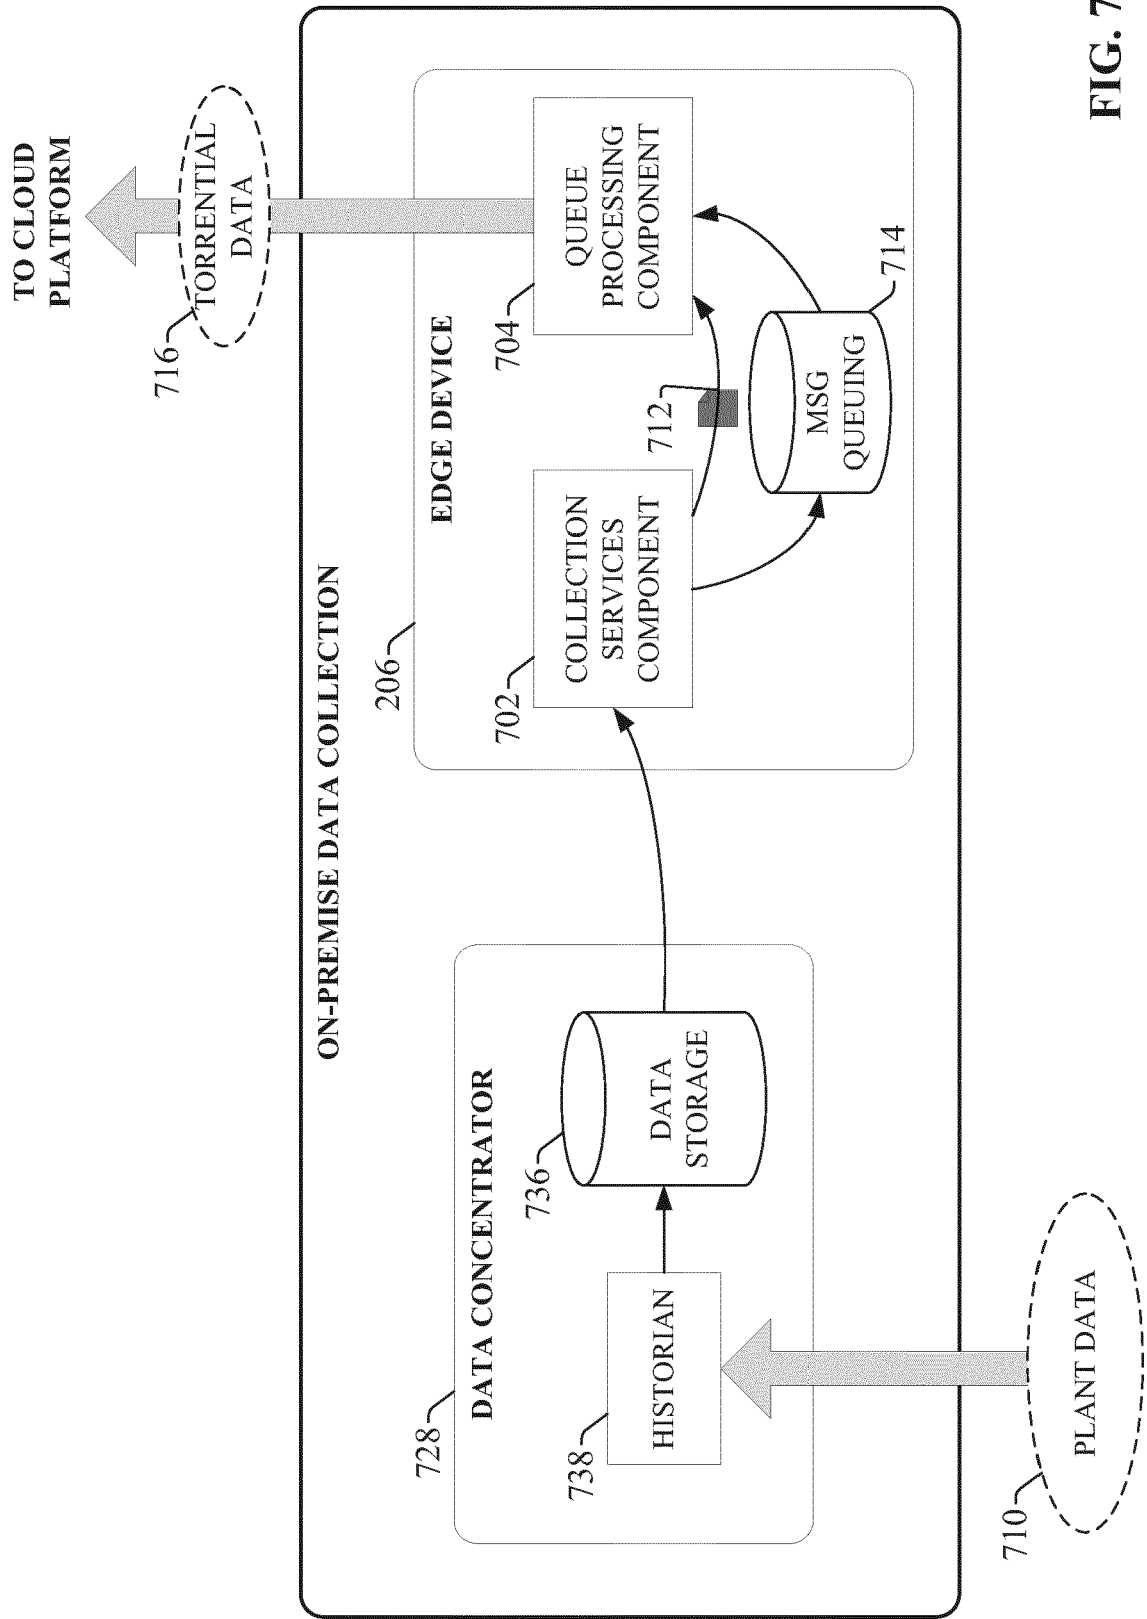 TO CLOUD
PLATFORM
716
TORRENTIAL
DATA
ON-PREMISE DATA COLLECTION
206
EDGE DEVICE
702
COLLECTION
SERVICES
COMPONENT
704
QUEUE
PROCESSING
COMPONENT
712
MSG
QUEUING
714
728
DATA CONCENTRATOR
738
HISTORIAN
736
DATA
STORAGE
710
PLANT DATA
FIG. 7